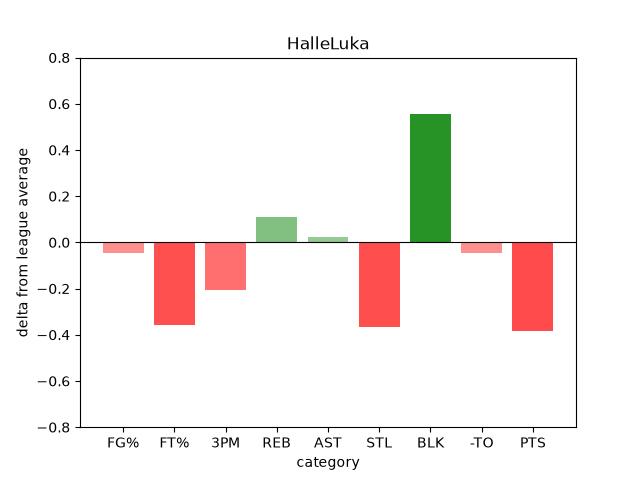 HalleLuka
delta from league average
0.8
0.6
0.4
0.2
0.0
−0.2
−0.4
−0.6
−0.8
FG% FT% 3PM REB AST STL BLK -TO PTS
category